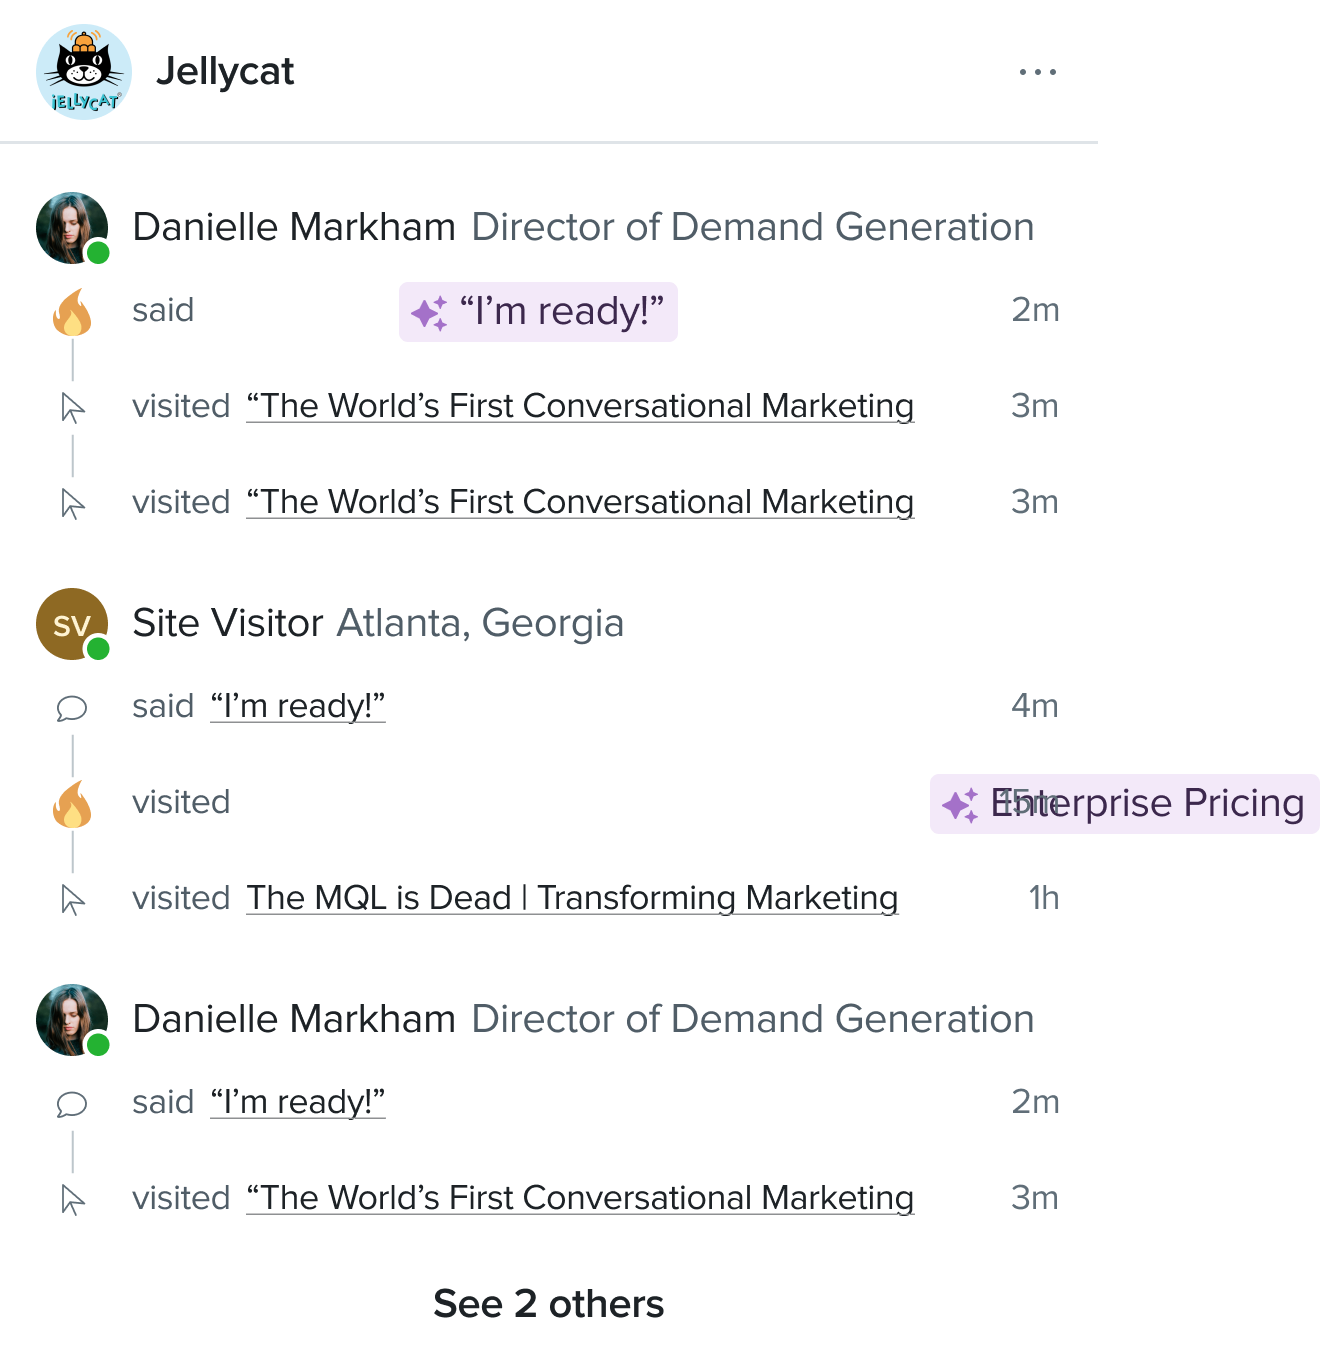 JELLYCAT
Jellycat
Danielle Markham Director of Demand Generation
said “I’m ready!” 2m
visited “The World’s First Conversational Marketing 3m
visited “The World’s First Conversational Marketing 3m
SV
Site Visitor Atlanta, Georgia
said “I’m ready!” 4m
visited Enterprise Pricing 15m
visited The MQL is Dead | Transforming Marketing 1h
Danielle Markham Director of Demand Generation
said “I’m ready!” 2m
visited “The World’s First Conversational Marketing 3m
See 2 others